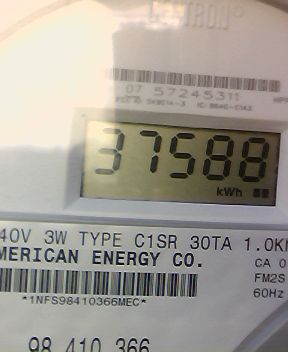 07 57245311
37588
kWh
40V 3W TYPE C1SR 30TA 1.0K
MERICAN ENERGY CO.
CA 0
FM2S
60Hz
*1NFS98410366MEC*
98 410 366